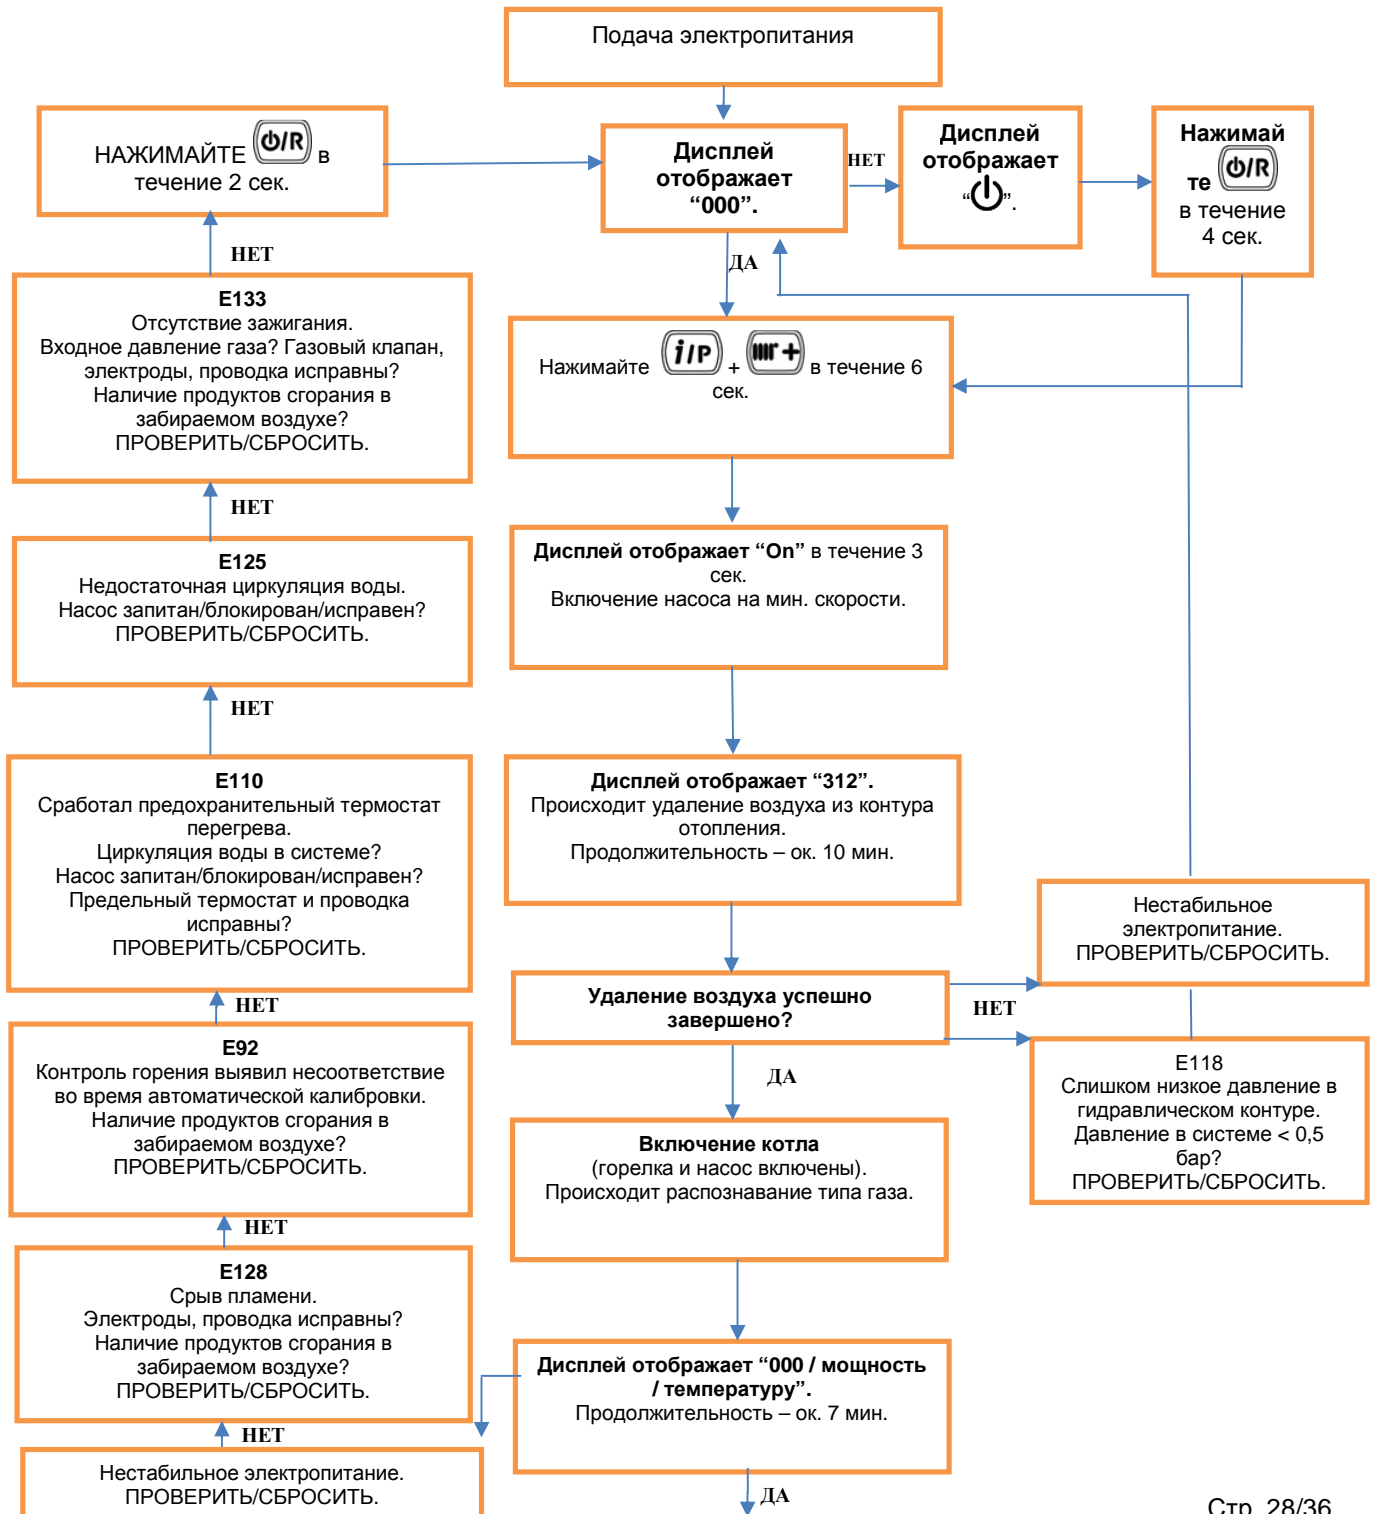 Подача электропитания
НАЖИМАЙТЕ ⏻/R в
течение 2 сек.
Дисплей
отображает
“000”.
НЕТ
Дисплей
отображает
“⏻”.
Нажимай
те ⏻/R
в течение
4 сек.
НЕТ
ДА
E133
Отсутствие зажигания.
Входное давление газа? Газовый клапан,
электроды, проводка исправны?
Наличие продуктов сгорания в
забираемом воздухе?
ПРОВЕРИТЬ/СБРОСИТЬ.
Нажимайте i/P + + в течение 6
сек.
НЕТ
E125
Недостаточная циркуляция воды.
Насос запитан/блокирован/исправен?
ПРОВЕРИТЬ/СБРОСИТЬ.
Дисплей отображает “On” в течение 3
сек.
Включение насоса на мин. скорости.
НЕТ
E110
Сработал предохранительный термостат
перегрева.
Циркуляция воды в системе?
Насос запитан/блокирован/исправен?
Предельный термостат и проводка
исправны?
ПРОВЕРИТЬ/СБРОСИТЬ.
Дисплей отображает “312”.
Происходит удаление воздуха из контура
отопления.
Продолжительность – ок. 10 мин.
Нестабильное
электропитание.
ПРОВЕРИТЬ/СБРОСИТЬ.
НЕТ
Удаление воздуха успешно
завершено?
НЕТ
E92
Контроль горения выявил несоответствие
во время автоматической калибровки.
Наличие продуктов сгорания в
забираемом воздухе?
ПРОВЕРИТЬ/СБРОСИТЬ.
ДА
E118
Слишком низкое давление в
гидравлическом контуре.
Давление в системе < 0,5
бар?
ПРОВЕРИТЬ/СБРОСИТЬ.
Включение котла
(горелка и насос включены).
Происходит распознавание типа газа.
НЕТ
E128
Срыв пламени.
Электроды, проводка исправны?
Наличие продуктов сгорания в
забираемом воздухе?
ПРОВЕРИТЬ/СБРОСИТЬ.
Дисплей отображает “000 / мощность
/ температуру”.
Продолжительность – ок. 7 мин.
НЕТ
Нестабильное электропитание.
ПРОВЕРИТЬ/СБРОСИТЬ.
ДА
Стр. 28/36